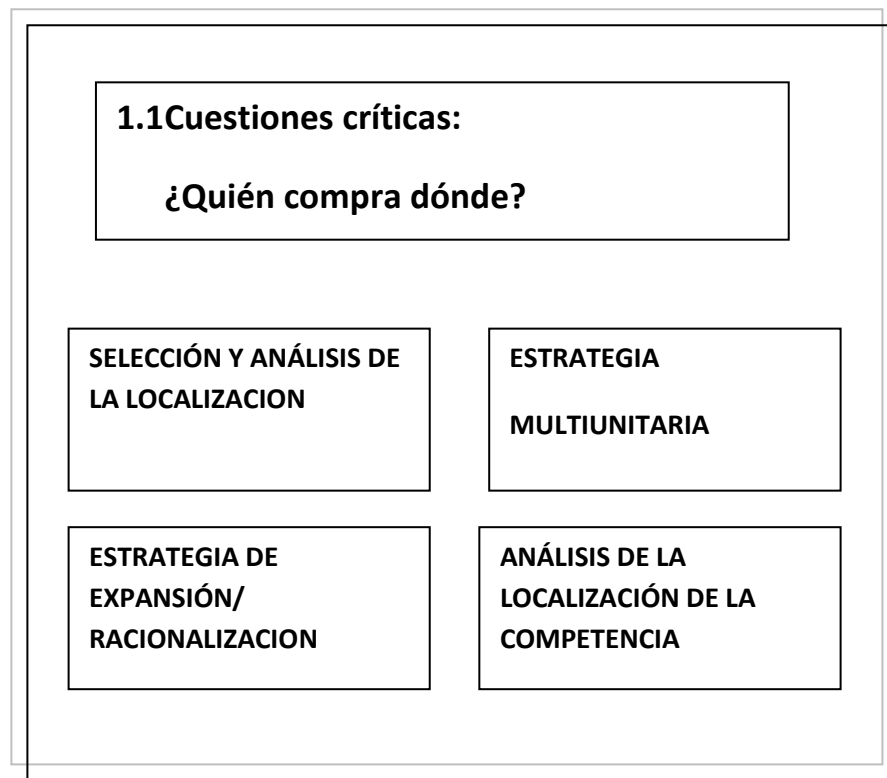 1.1Cuestiones críticas:
¿Quién compra dónde?
SELECCIÓN Y ANÁLISIS DE
LA LOCALIZACION
ESTRATEGIA
MULTIUNITARIA
ESTRATEGIA DE
EXPANSIÓN/
RACIONALIZACION
ANÁLISIS DE LA
LOCALIZACIÓN DE LA
COMPETENCIA